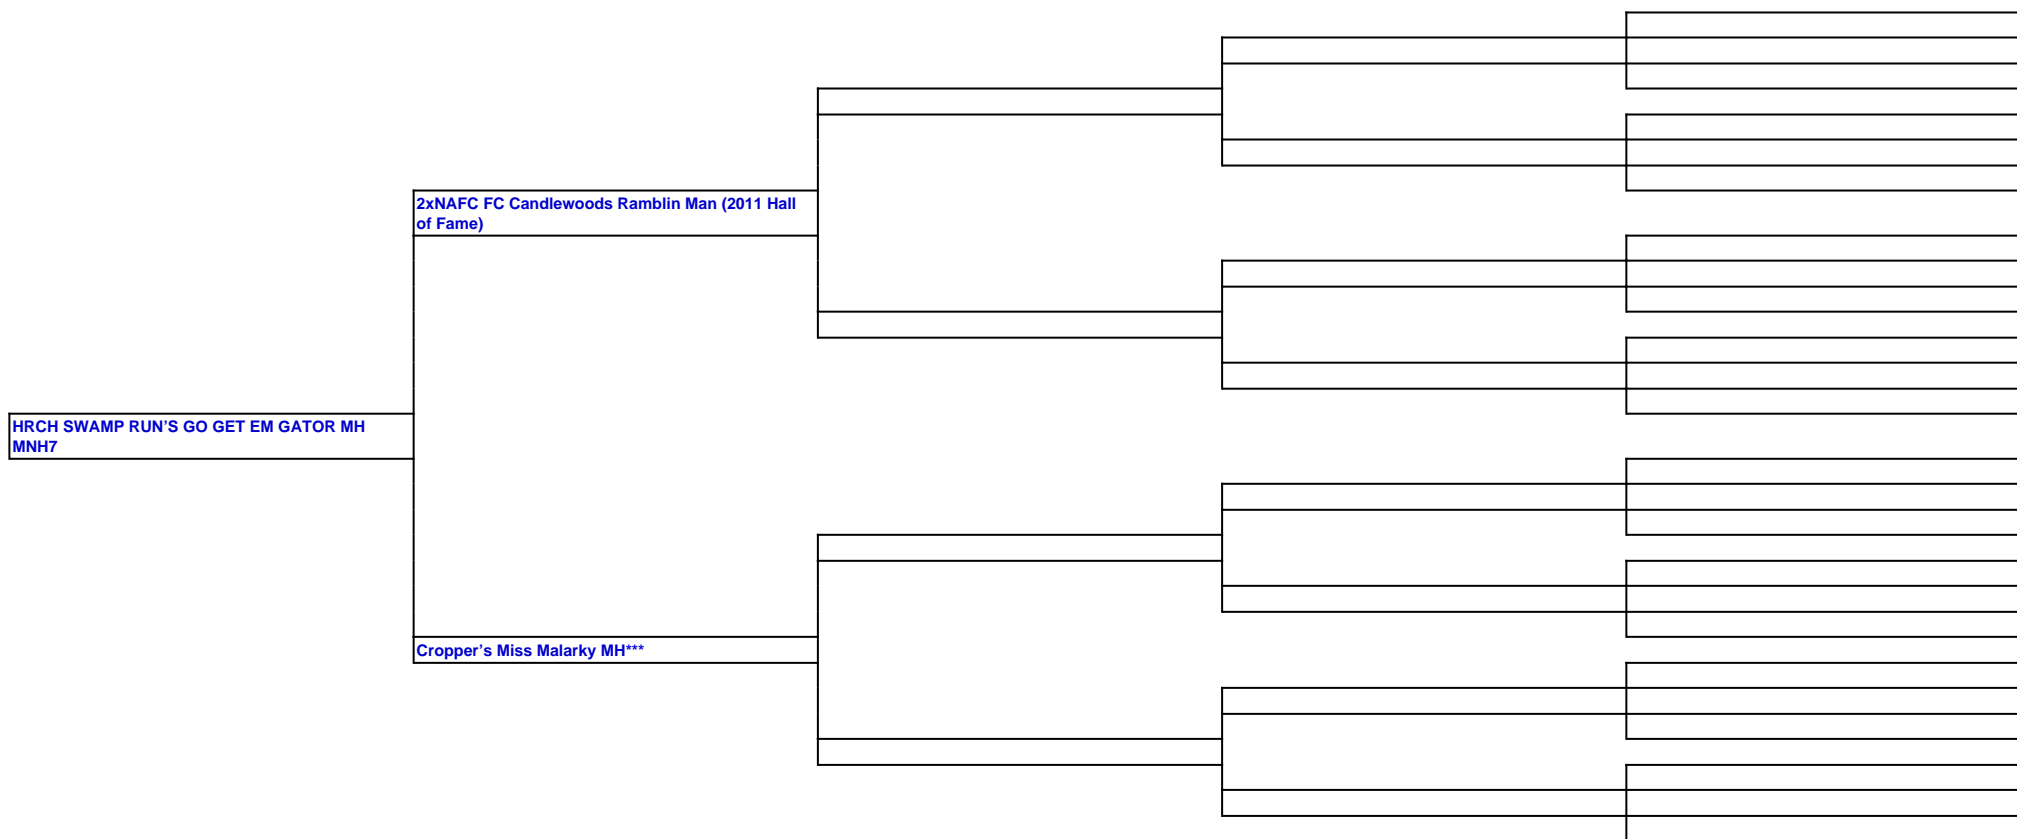 2xNAFC FC Candlewoods Ramblin Man (2011 Hall
of Fame)
HRCH SWAMP RUN’S GO GET EM GATOR MH
MNH7
Cropper’s Miss Malarky MH***